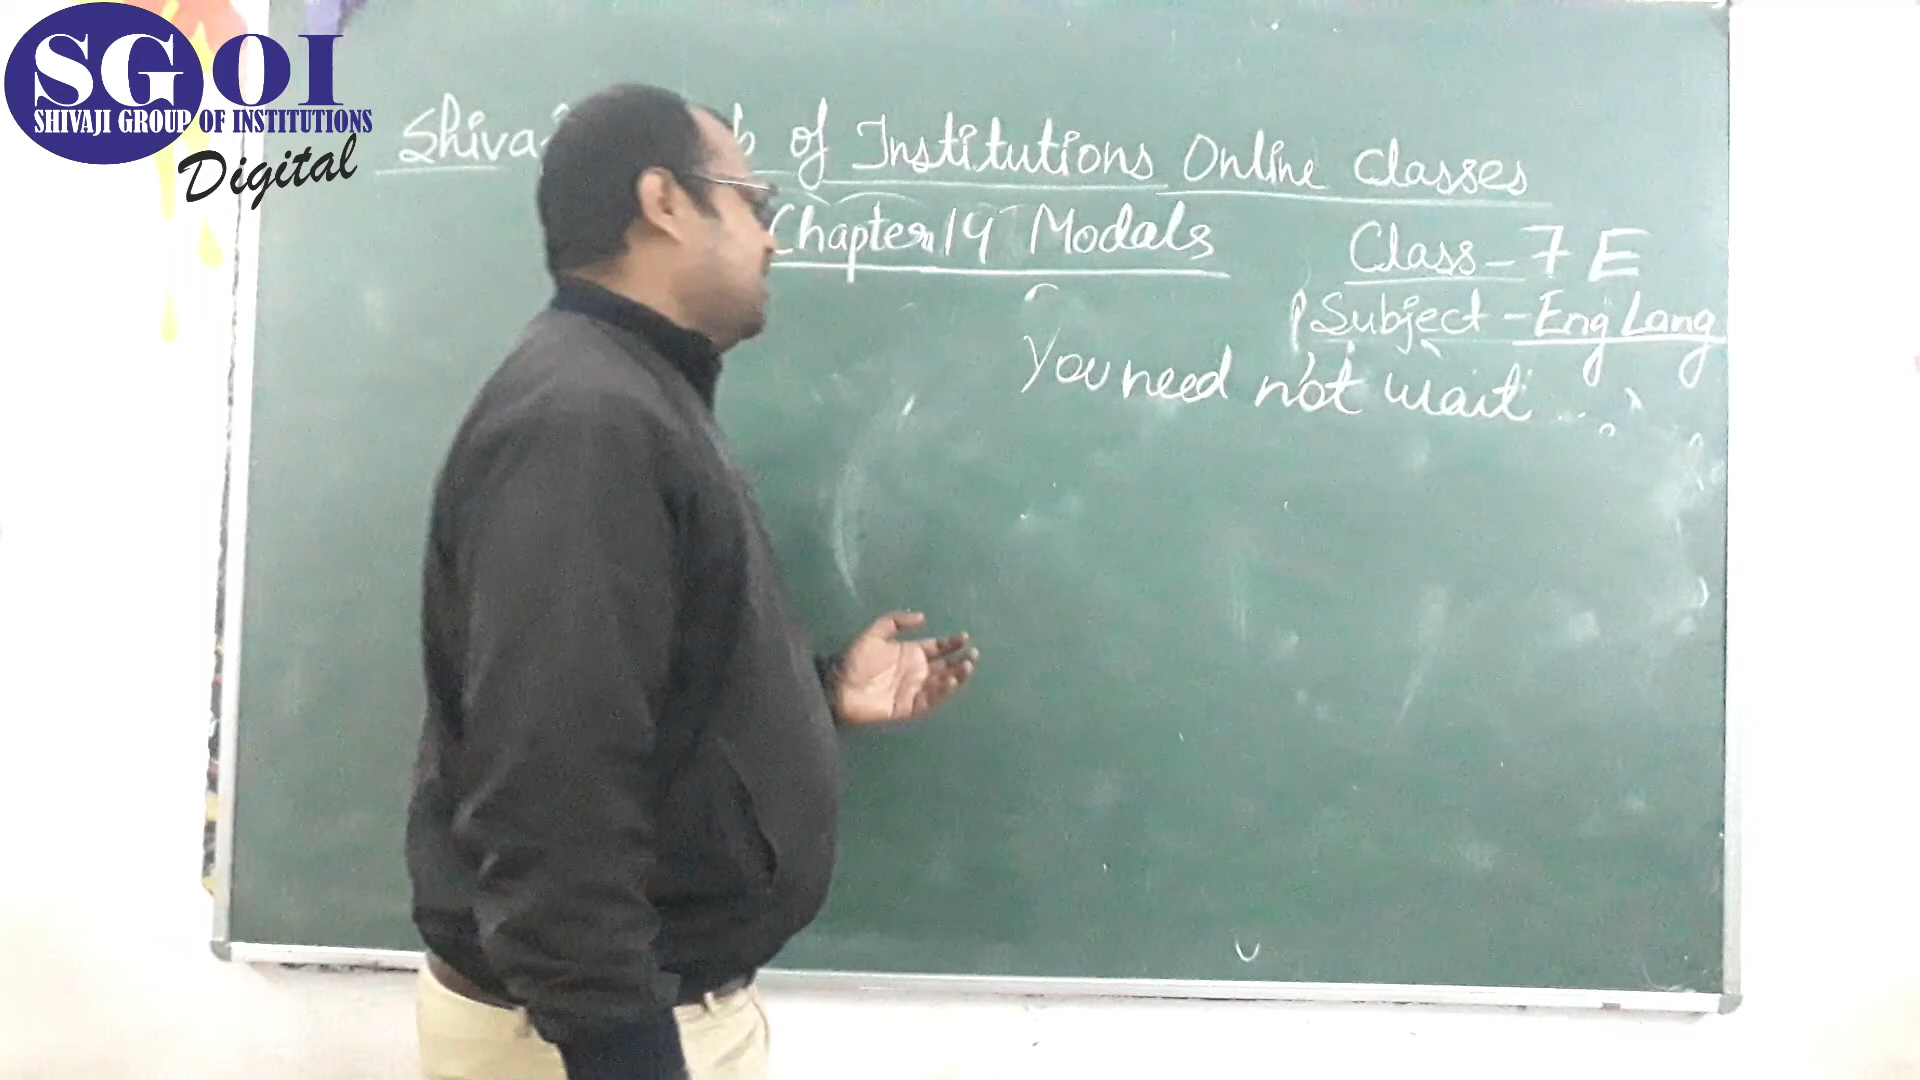 SGOI
SHIVAJI GROUP OF INSTITUTIONS
Digital
of Institutions Online Classes
Chapter 14 Modals
Class - 7 E
Subject - Eng Lang
You need not wait